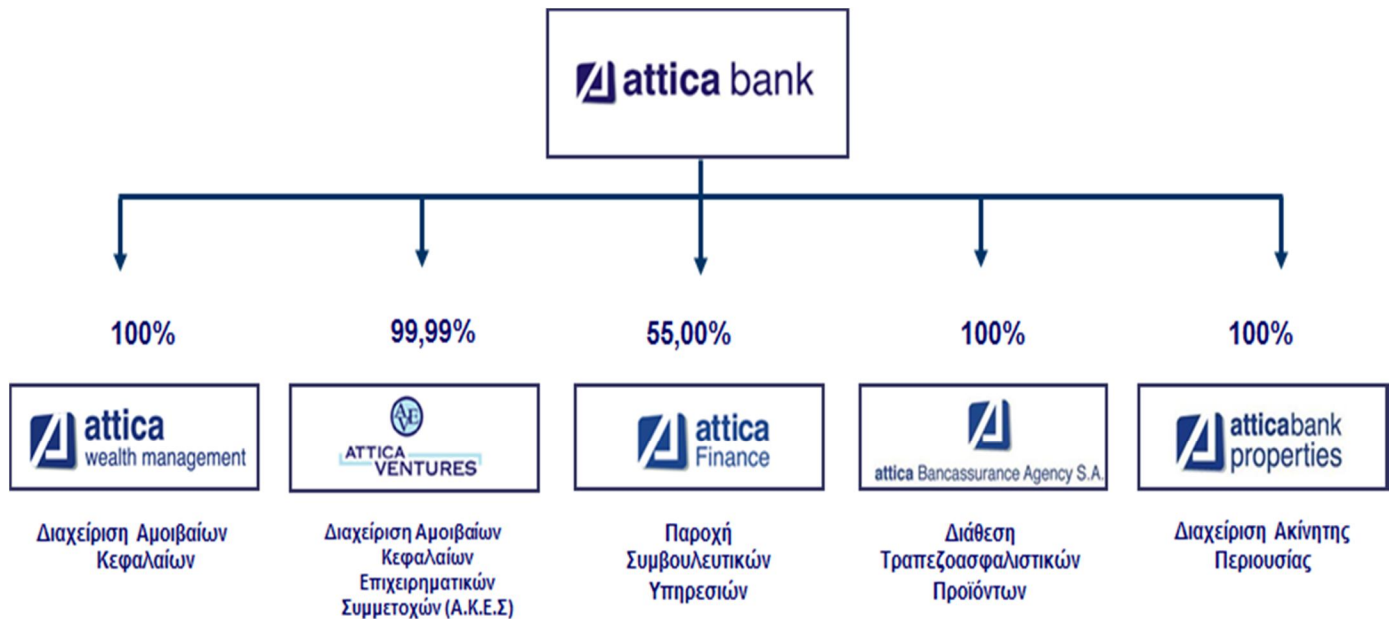 attica bank
100%
99,99%
55,00%
100%
100%
attica
wealth management
AVEV
ATTICA
VENTURES
attica
Finance
attica Bancassurance Agency S.A.
atticabank
properties
Διαχείριση Αμοιβαίων
Κεφαλαίων
Διαχείριση Αμοιβαίων
Κεφαλαίων
Επιχειρηματικών
Συμμετοχών (Α.Κ.Ε.Σ)
Παροχή
Συμβουλευτικών
Υπηρεσιών
Διάθεση
Τραπεζοασφαλιστικών
Προϊόντων
Διαχείριση Ακίνητης
Περιουσίας